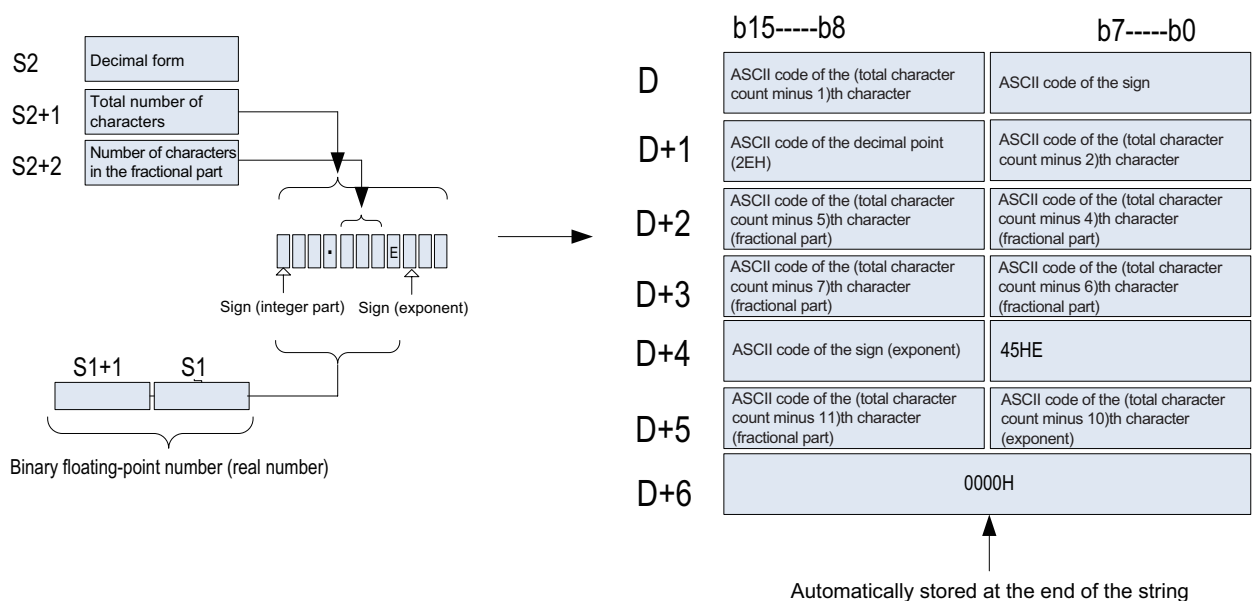 S2
Decimal form
S2+1
Total number of
characters
S2+2
Number of characters
in the fractional part
.
E
Sign (integer part)
Sign (exponent)
S1+1
S1
Binary floating-point number (real number)
b15-----b8
b7-----b0
D
ASCII code of the (total character
count minus 1)th character
ASCII code of the sign
D+1
ASCII code of the decimal point
(2EH)
ASCII code of the (total character
count minus 2)th character
D+2
ASCII code of the (total character
count minus 5)th character
(fractional part)
ASCII code of the (total character
count minus 4)th character
(fractional part)
D+3
ASCII code of the (total character
count minus 7)th character
(fractional part)
ASCII code of the (total character
count minus 6)th character
(fractional part)
D+4
ASCII code of the sign (exponent)
45HE
D+5
ASCII code of the (total character
count minus 11)th character
(fractional part)
ASCII code of the (total character
count minus 10)th character
(exponent)
D+6
0000H
Automatically stored at the end of the string